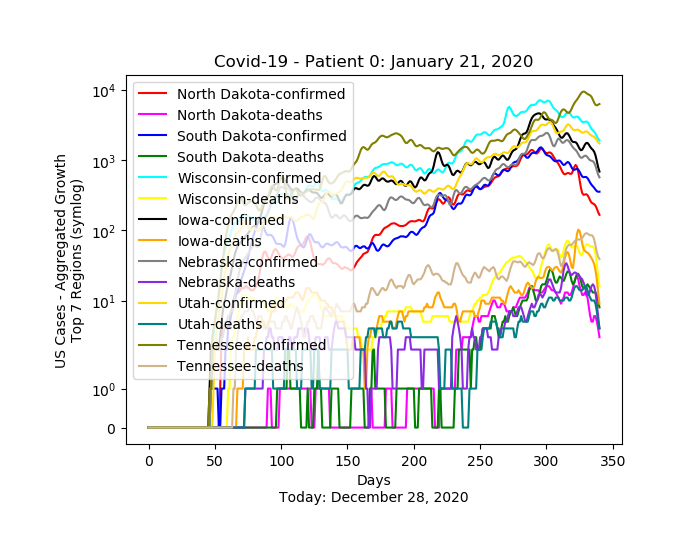 Covid-19 - Patient 0: January 21, 2020
US Cases - Aggregated Growth
Top 7 Regions (symlog)
10⁴
10³
10²
10¹
10⁰
0
North Dakota-confirmed
North Dakota-deaths
South Dakota-confirmed
South Dakota-deaths
Wisconsin-confirmed
Wisconsin-deaths
Iowa-confirmed
Iowa-deaths
Nebraska-confirmed
Nebraska-deaths
Utah-confirmed
Utah-deaths
Tennessee-confirmed
Tennessee-deaths
0 50 100 150 200 250 300 350
Days
Today: December 28, 2020